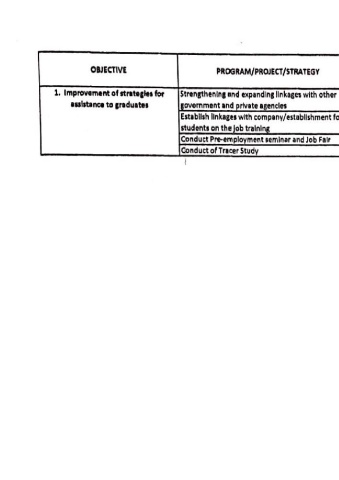 OBJECTIVE
PROGRAM/PROJECT/STRATEGY
1. Improvement of strategies for
assistance to graduates
Strengthening and expanding linkages with other
government and private agencies
Establish linkages with company/establishment fo
students on the job training
Conduct Pre-employment seminar and Job Fair
Conduct of Tracer Study